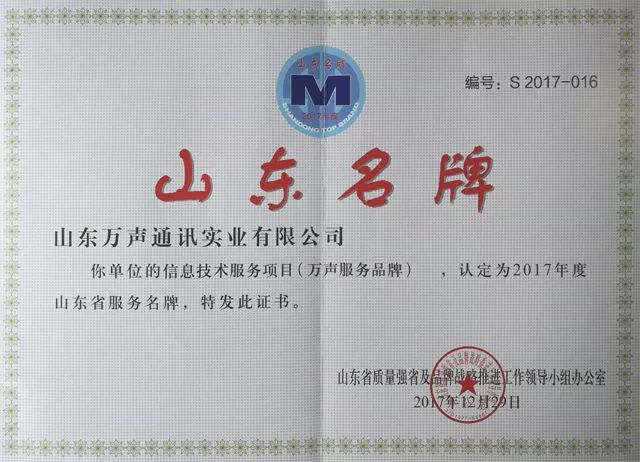 山东名牌
M
2017年度
SHANDONG TOP BRAND
编号：S 2017-016
山东名牌
山东万声通讯实业有限公司
你单位的信息技术服务项目（万声服务品牌），认定为2017年度
山东省服务名牌，特发此证书。
山东省质量强省及品牌战略推进工作领导小组办公室
2017年12月29日